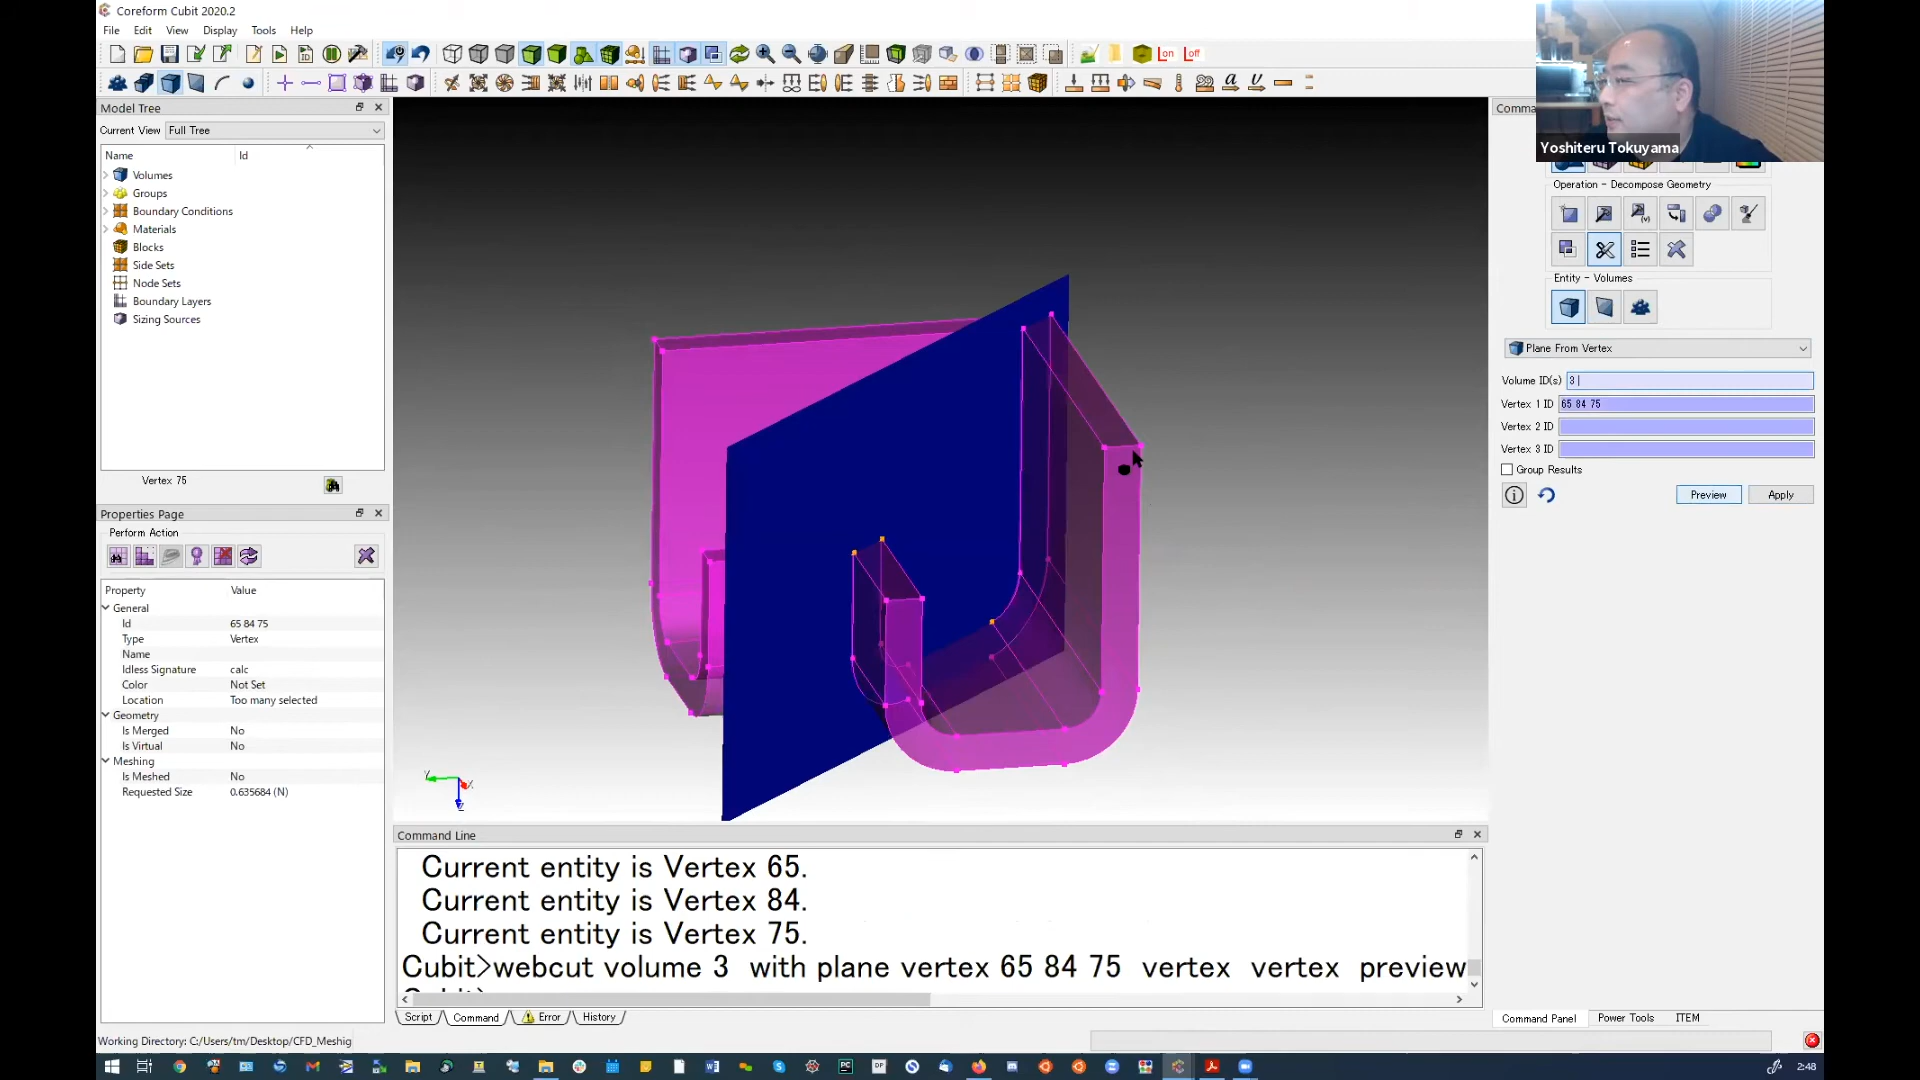 Coreform Cubit 2020.2
File Edit View Display Tools Help
on off
Model Tree
Current View Full Tree
Name Id
Volumes
Groups
Boundary Conditions
Materials
Blocks
Side Sets
Node Sets
Boundary Layers
Sizing Sources
Vertex 75
Properties Page
Perform Action
Property Value
General
Id 65 84 75
Type Vertex
Name
Idless Signature calc
Color Not Set
Location Too many selected
Geometry
Is Merged No
Is Virtual No
Meshing
Is Meshed No
Requested Size 0.635684 (N)
Working Directory: C:/Users/tm/Desktop/CFD_Meshig
Y
X
Z
Command Line
Current entity is Vertex 65.
Current entity is Vertex 84.
Current entity is Vertex 75.
Cubit>webcut volume 3 with plane vertex 65 84 75 vertex vertex preview
Script Command Error History
Comma
Yoshiteru Tokuyama
Operation - Decompose Geometry
Entity - Volumes
Plane From Vertex
Volume ID(s) 3
Vertex 1 ID 65 84 75
Vertex 2 ID
Vertex 3 ID
Group Results
Preview Apply
Command Panel Power Tools ITEM
2:48